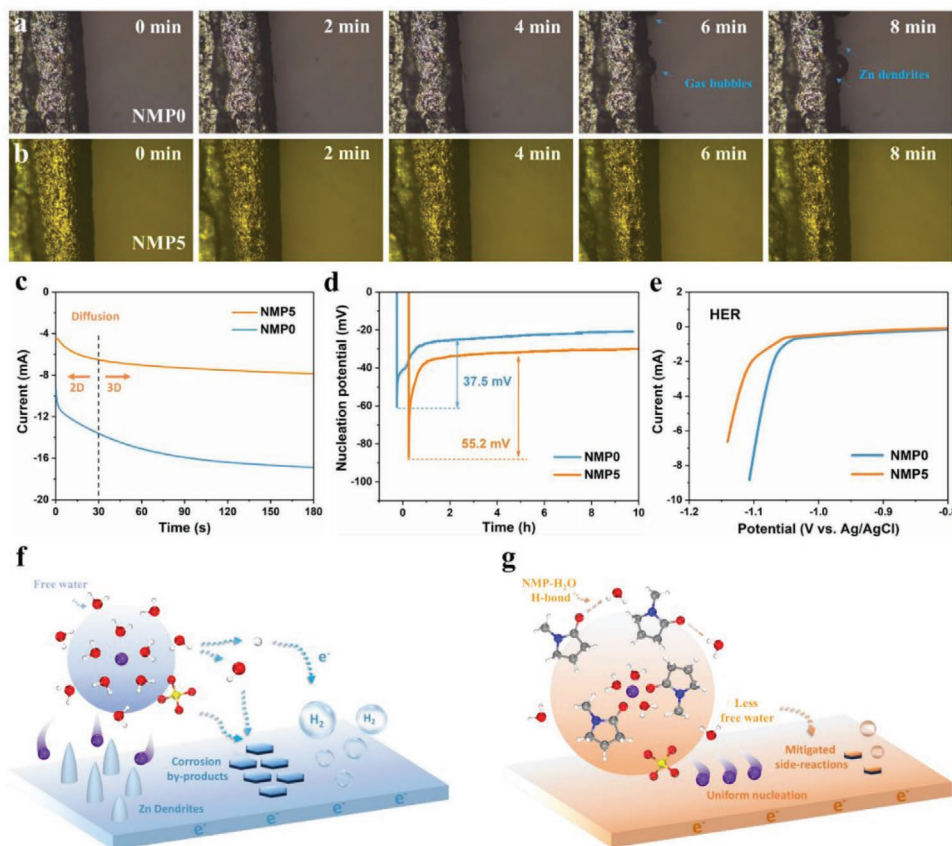 a
0 min
2 min
4 min
6 min
8 min
Gas bubbles
Zn dendrites
NMP0
b
0 min
2 min
4 min
6 min
8 min
NMP5
c
0
-4
-8
-12
-16
-20
Current (mA)
Diffusion
2D
3D
NMP5
NMP0
0
30
60
90
120
150
180
Time (s)
d
0
-20
-40
-60
-80
-100
Nucleation potential (mV)
37.5 mV
55.2 mV
NMP0
NMP5
0
2
4
6
8
10
Time (h)
e
2
0
-2
-4
-6
-8
-10
Current (mA)
HER
NMP0
NMP5
-1.2
-1.1
-1.0
-0.9
-0.8
Potential (V vs. Ag/AgCl)
f
Free water
e-
H2
H2
Corrosion
by-products
Zn Dendrites
e-
e-
e-
e-
g
NMP-H2O
H-bond
Less
free water
Mitigated
side-reactions
Uniform nucleation
e-
e-
e-
e-